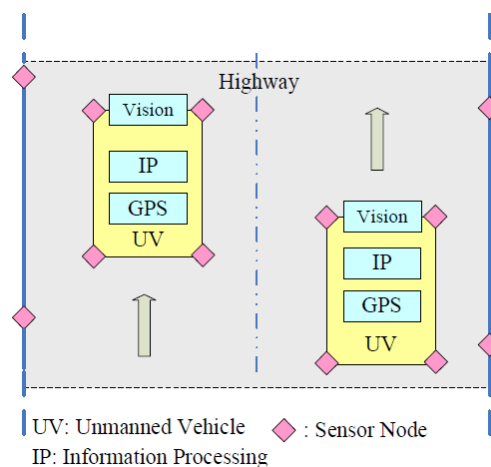 Highway
Vision
IP
GPS
UV
Vision
IP
GPS
UV
UV: Unmanned Vehicle
: Sensor Node
IP: Information Processing